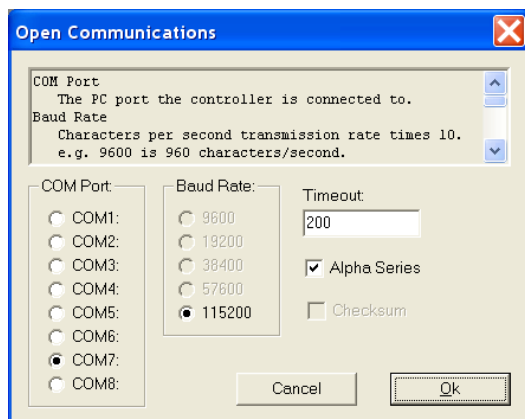 Open Communications
COM Port
The PC port the controller is connected to.
Baud Rate
Characters per second transmission rate times 10.
e.g. 9600 is 960 characters/second.
COM Port:
COM1:
COM2:
COM3:
COM4:
COM5:
COM6:
COM7:
COM8:
Baud Rate:
9600
19200
38400
57600
115200
Timeout:
200
Alpha Series
Checksum
Cancel
Ok